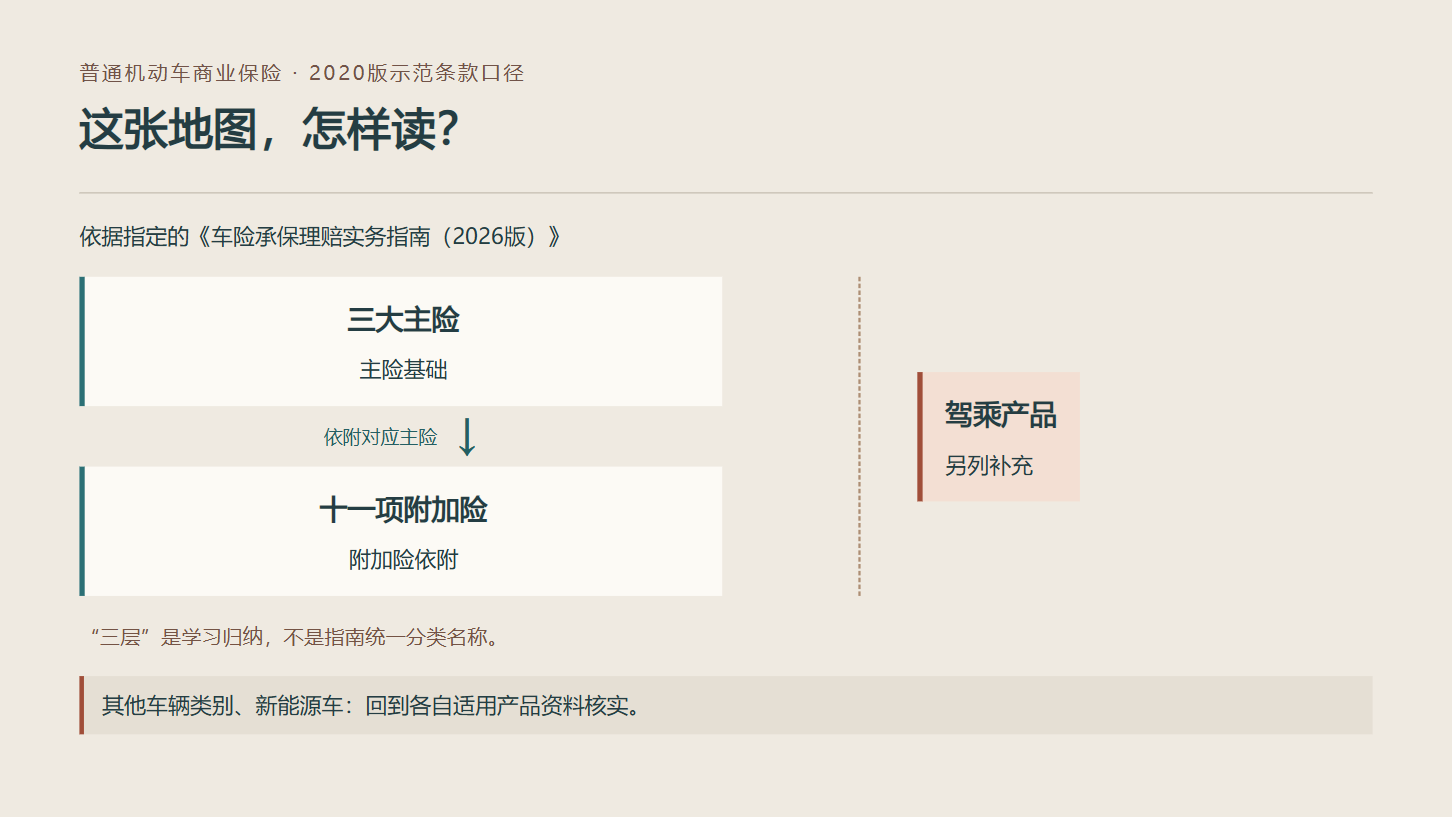 普通机动车商业保险 · 2020版示范条款口径
这张地图，怎样读？
依据指定的《车险承保理赔实务指南（2026版）》
三大主险
主险基础
依附对应主险 ↓
十一项附加险
附加险依附
驾乘产品
另列补充
“三层”是学习归纳，不是指南统一分类名称。
其他车辆类别、新能源车：回到各自适用产品资料核实。